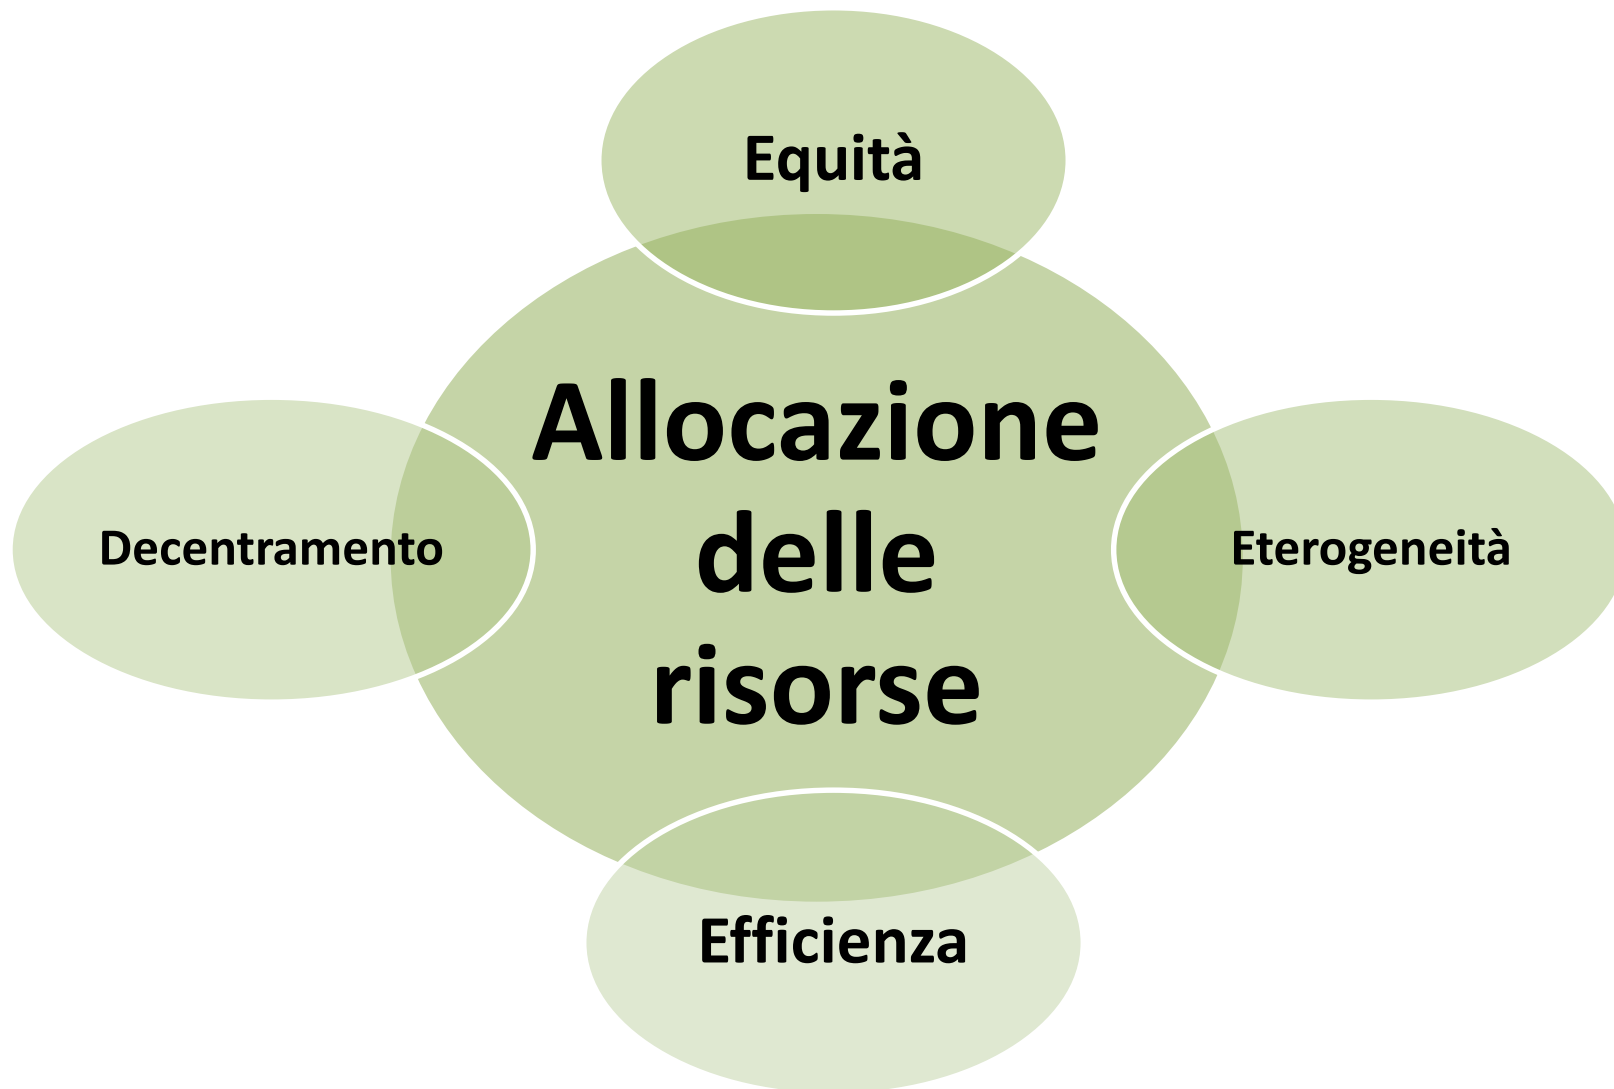 Equità
Allocazione
delle
risorse
Decentramento
Eterogeneità
Efficienza